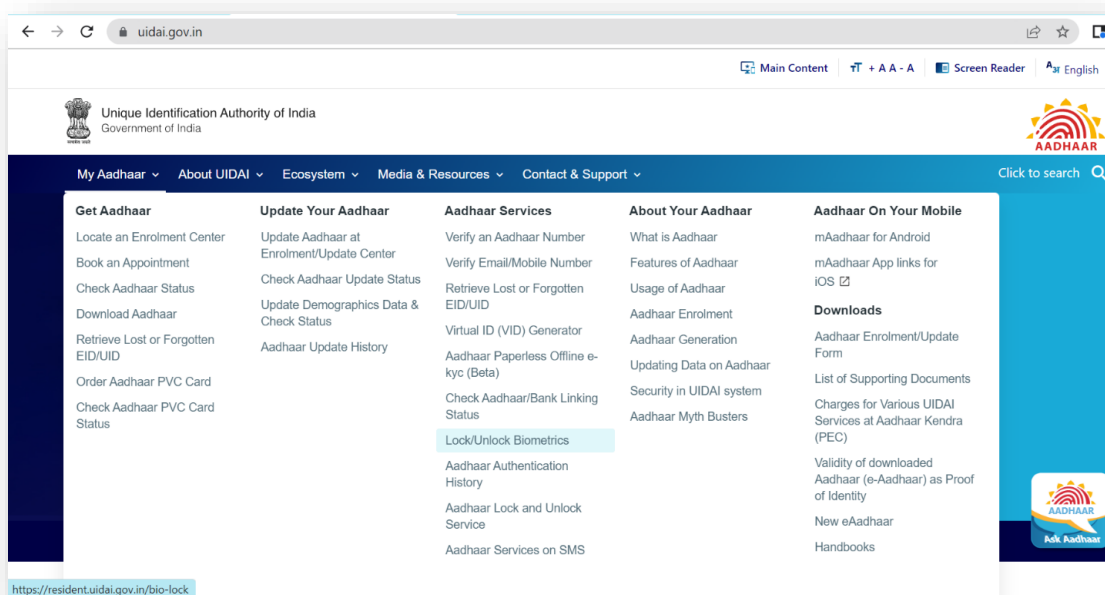 uidai.gov.in
Main Content
T + A A - A
Screen Reader
English
Unique Identification Authority of India
Government of India
सत्यमेव जयते
AADHAAR
My Aadhaar
About UIDAI
Ecosystem
Media & Resources
Contact & Support
Click to search
Get Aadhaar
Locate an Enrolment Center
Book an Appointment
Check Aadhaar Status
Download Aadhaar
Retrieve Lost or Forgotten
EID/UID
Order Aadhaar PVC Card
Check Aadhaar PVC Card
Status
Update Your Aadhaar
Update Aadhaar at
Enrolment/Update Center
Check Aadhaar Update Status
Update Demographics Data &
Check Status
Aadhaar Update History
Aadhaar Services
Verify an Aadhaar Number
Verify Email/Mobile Number
Retrieve Lost or Forgotten
EID/UID
Virtual ID (VID) Generator
Aadhaar Paperless Offline e-
kyc (Beta)
Check Aadhaar/Bank Linking
Status
Lock/Unlock Biometrics
Aadhaar Authentication
History
Aadhaar Lock and Unlock
Service
Aadhaar Services on SMS
About Your Aadhaar
What is Aadhaar
Features of Aadhaar
Usage of Aadhaar
Aadhaar Enrolment
Aadhaar Generation
Updating Data on Aadhaar
Security in UIDAI system
Aadhaar Myth Busters
Aadhaar On Your Mobile
mAadhaar for Android
mAadhaar App links for
iOS
Downloads
Aadhaar Enrolment/Update
Form
List of Supporting Documents
Charges for Various UIDAI
Services at Aadhaar Kendra
(PEC)
Validity of downloaded
Aadhaar (e-Aadhaar) as Proof
of Identity
New eAadhaar
Handbooks
AADHAAR
Ask Aadhaar
https://resident.uidai.gov.in/bio-lock